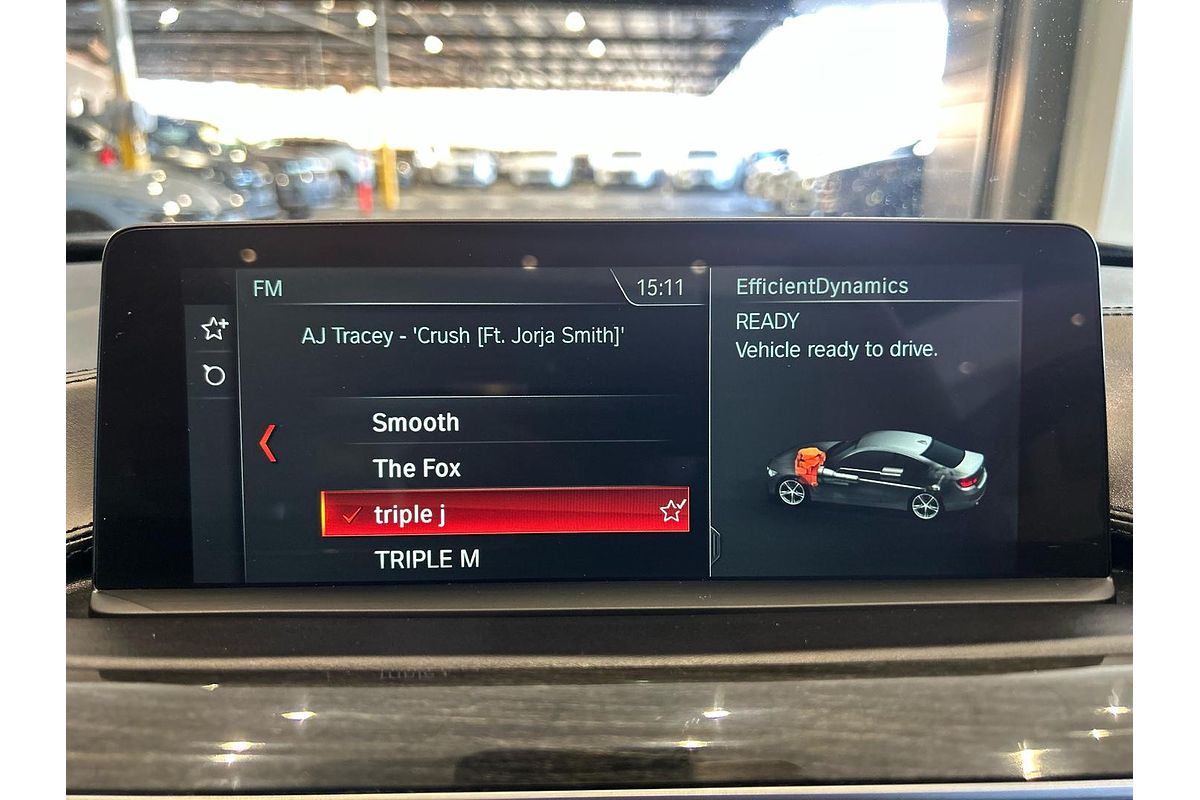 FM
15:11
AJ Tracey - 'Crush [Ft. Jorja Smith]'
Smooth
The Fox
triple j
TRIPLE M
EfficientDynamics
READY
Vehicle ready to drive.